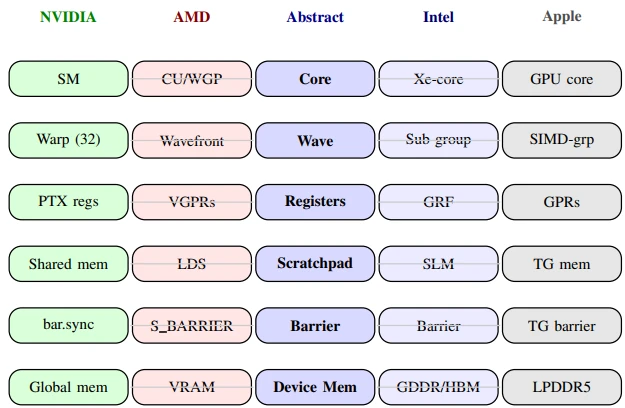 NVIDIA AMD Abstract Intel Apple
SM CU/WGP Core Xe-core GPU core
Warp (32) Wavefront Wave Sub-group SIMD-grp
PTX regs VGPRs Registers GRF GPRs
Shared mem LDS Scratchpad SLM TG mem
bar.sync S_BARRIER Barrier Barrier TG barrier
Global mem VRAM Device Mem GDDR/HBM LPDDR5